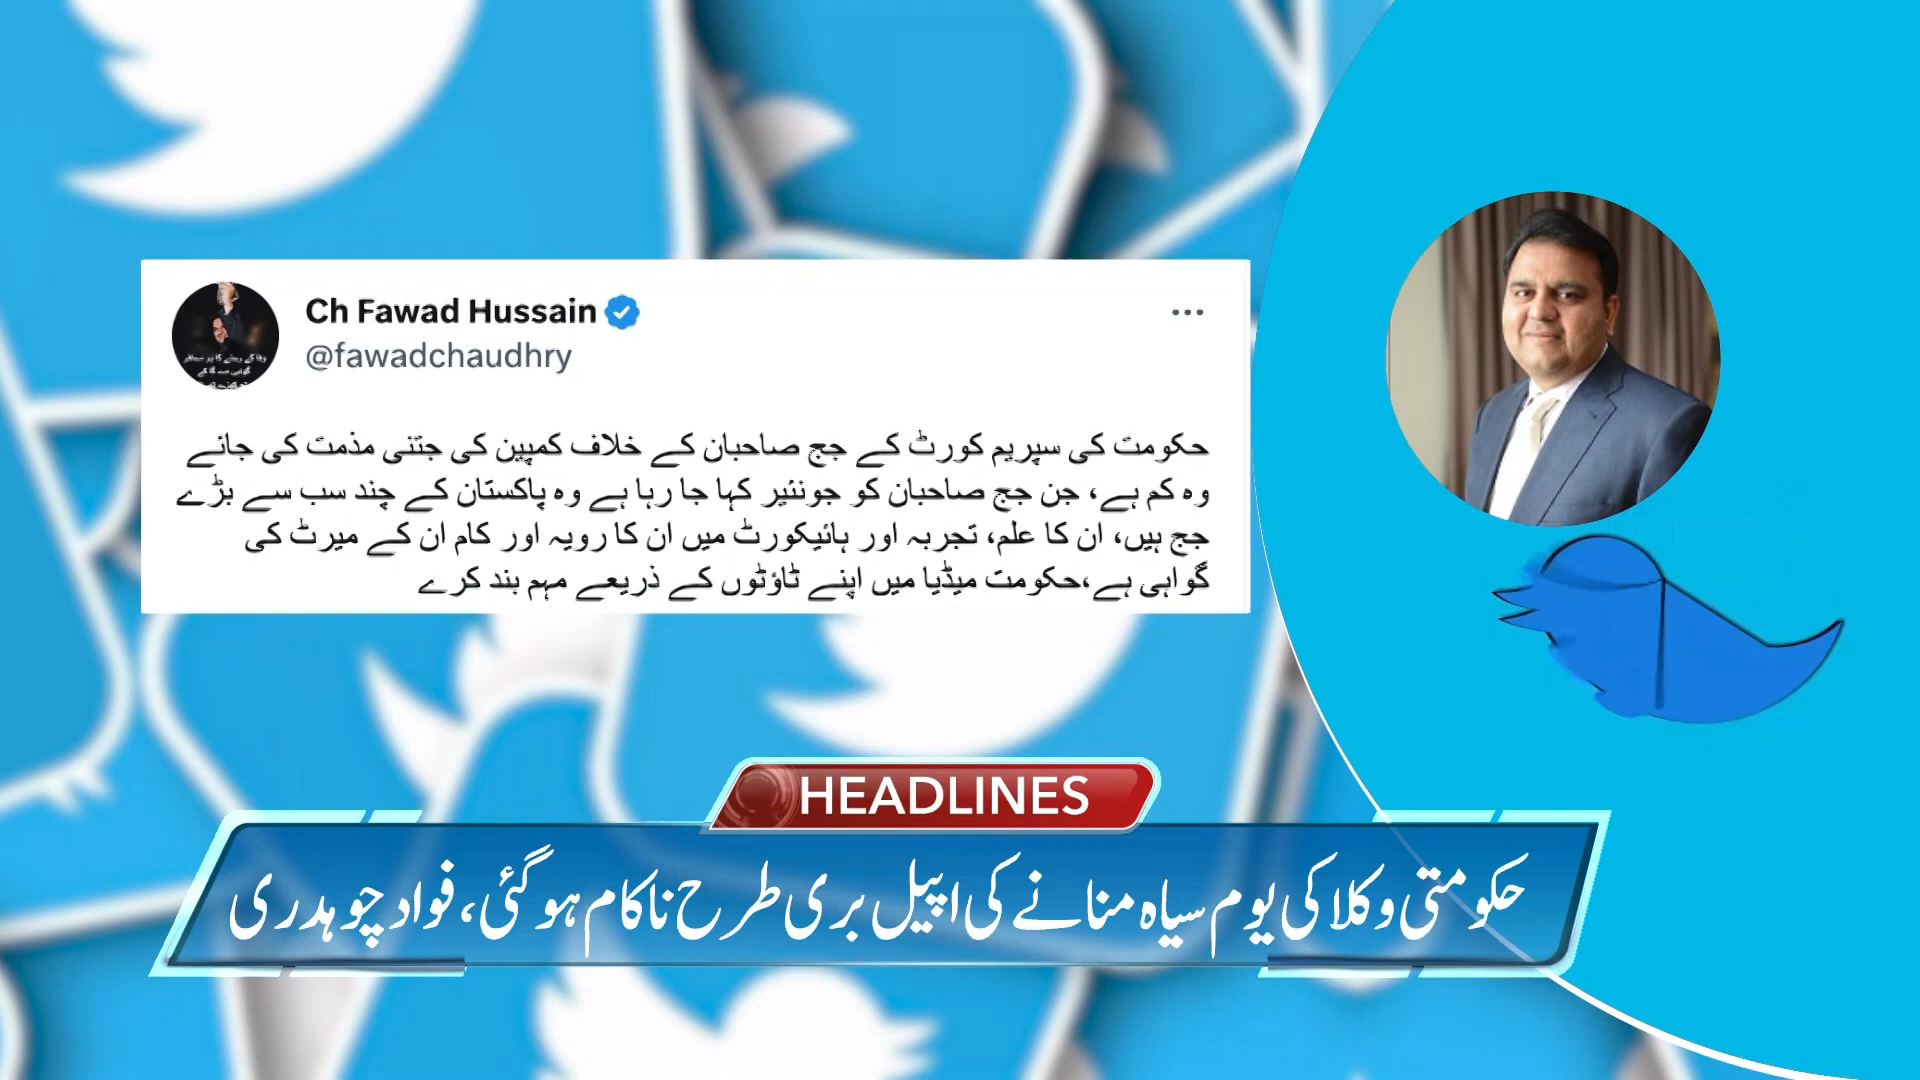 Ch Fawad Hussain
@fawadchaudhry
حکومت کی سپریم کورٹ کے جج صاحبان کے خلاف کمپین کی جتنی مذمت کی جائے
وہ کم ہے، جن جج صاحبان کو جونئیر کہا جا رہا ہے وہ پاکستان کے چند سب سے بڑے
جج ہیں، ان کا علم، تجربہ اور ہائیکورٹ میں ان کا رویہ اور کام ان کے میرٹ کی
گواہی ہے،حکومت میڈیا میں اپنے ٹاؤٹوں کے ذریعے مہم بند کرے
HEADLINES
حکومتی وکلا کی یوم سیاہ منانے کی اپیل بری طرح ناکام ہوگئی، فواد چوہدری